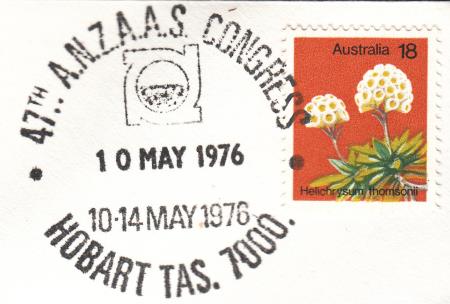 47TH. A.N.Z.A.A.S. CONGRESS
10 MAY 1976
10-14 MAY 1976
HOBART TAS. 7000.
Australia 18
Helichrysum thomsonii